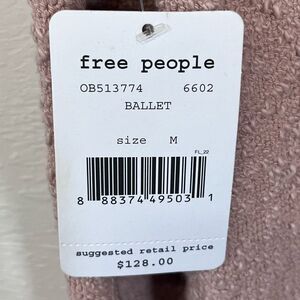 free people
OB513774 6602
BALLET
size M
FL_22
8 88374 49503 1
suggested retail price
$128.00